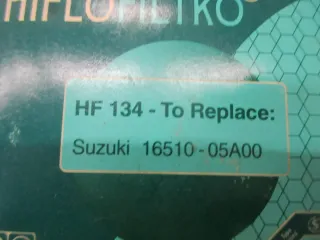 HIFLOFILTRO
HF 134 - To Replace:
Suzuki 16510-05A00